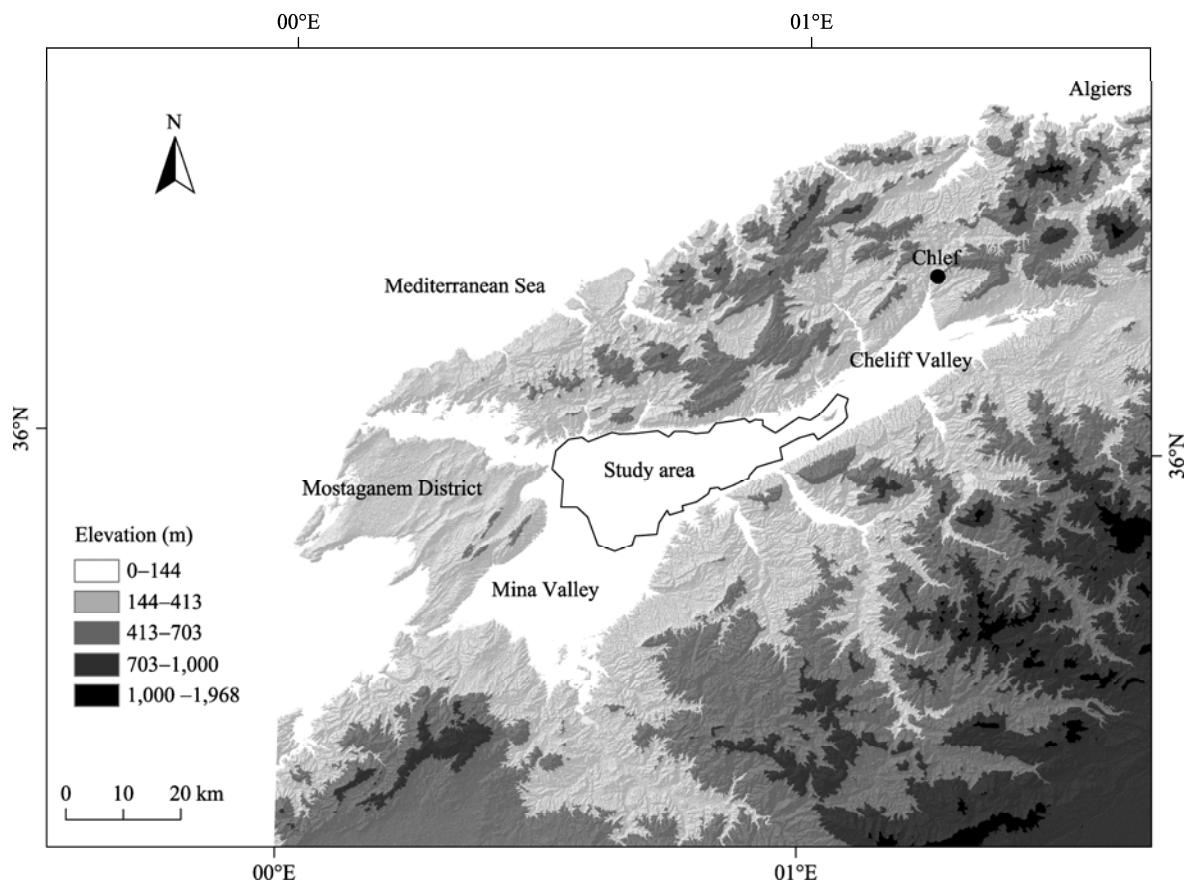 00°E 01°E
Algiers
N
Chlef
Mediterranean Sea
Cheliff Valley
36°N
36°N
Study area
Mostaganem District
Elevation (m)
0–144
Mina Valley
144–413
413–703
703–1,000
1,000 –1,968
0 10 20 km
00°E 01°E